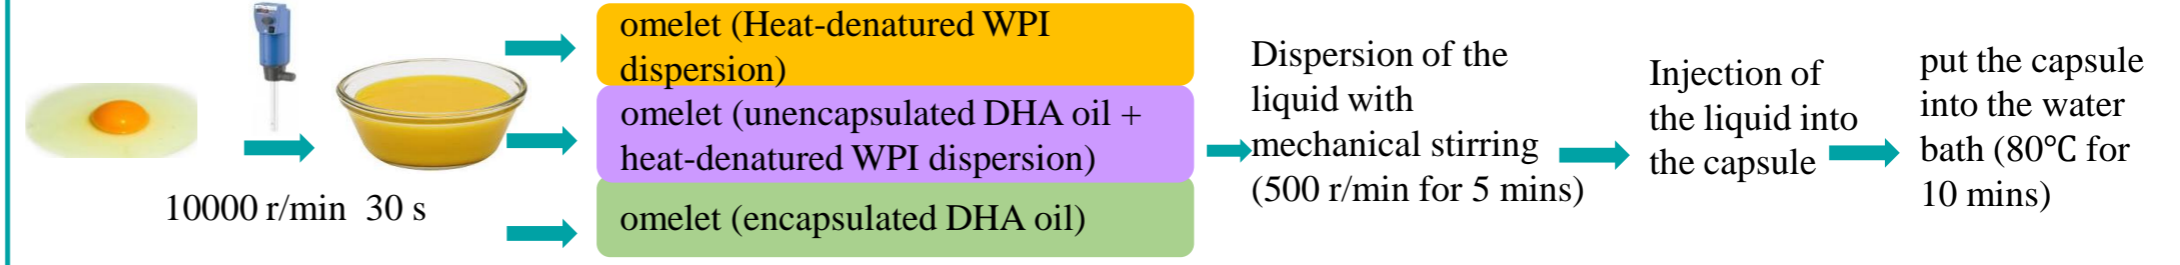 10000 r/min 30 s
omelet (Heat-denatured WPI
dispersion)
omelet (unencapsulated DHA oil +
heat-denatured WPI dispersion)
omelet (encapsulated DHA oil)
Dispersion of the
liquid with
mechanical stirring
(500 r/min for 5 mins)
Injection of
the liquid into
the capsule
put the capsule
into the water
bath (80℃ for
10 mins)